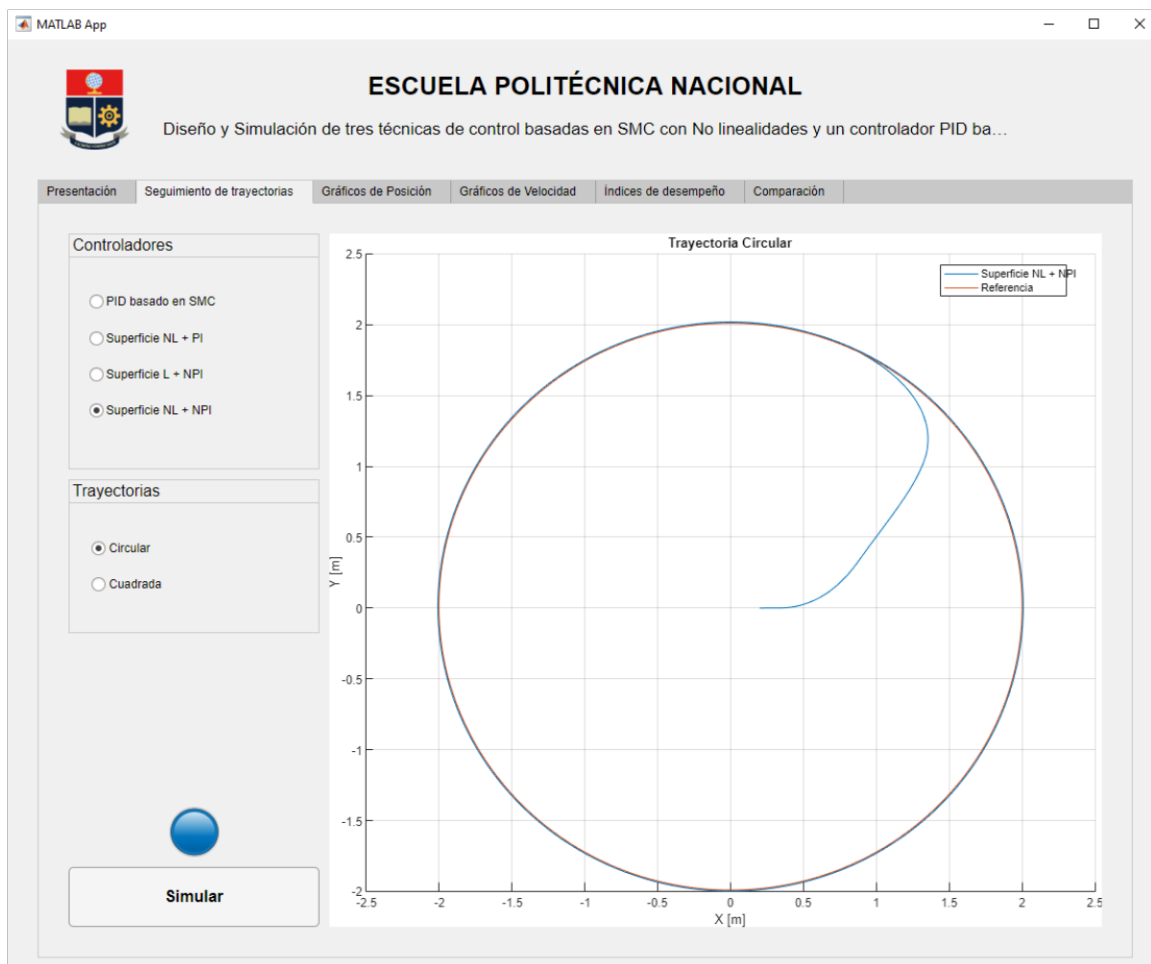 MATLAB App
ESCUELA POLITÉCNICA NACIONAL
Diseño y Simulación de tres técnicas de control basadas en SMC con No linealidades y un controlador PID ba...
Presentación Seguimiento de trayectorias Gráficos de Posición Gráficos de Velocidad Índices de desempeño Comparación
Controladores
PID basado en SMC
Superficie NL + PI
Superficie L + NPI
Superficie NL + NPI
Trayectorias
Circular
Cuadrada
Simular
Trayectoria Circular
Superficie NL + NPI
Referencia
2.5
2
1.5
1
0.5
0
-0.5
-1
-1.5
-2
Y [m]
-2.5 -2 -1.5 -1 -0.5 0 0.5 1 1.5 2 2.5
X [m]